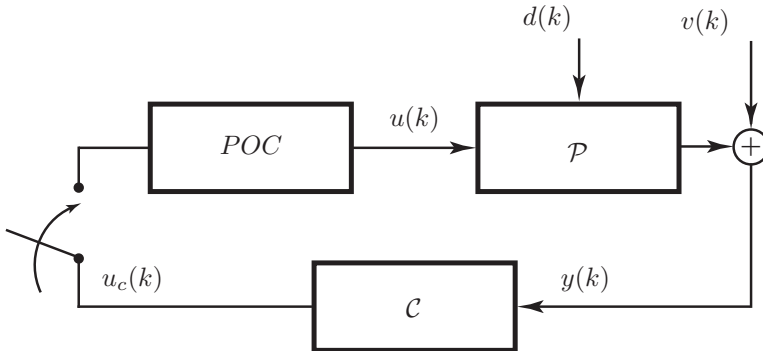 d(k)
v(k)
POC
u(k)
𝒫
+
u_c(k)
𝒞
y(k)